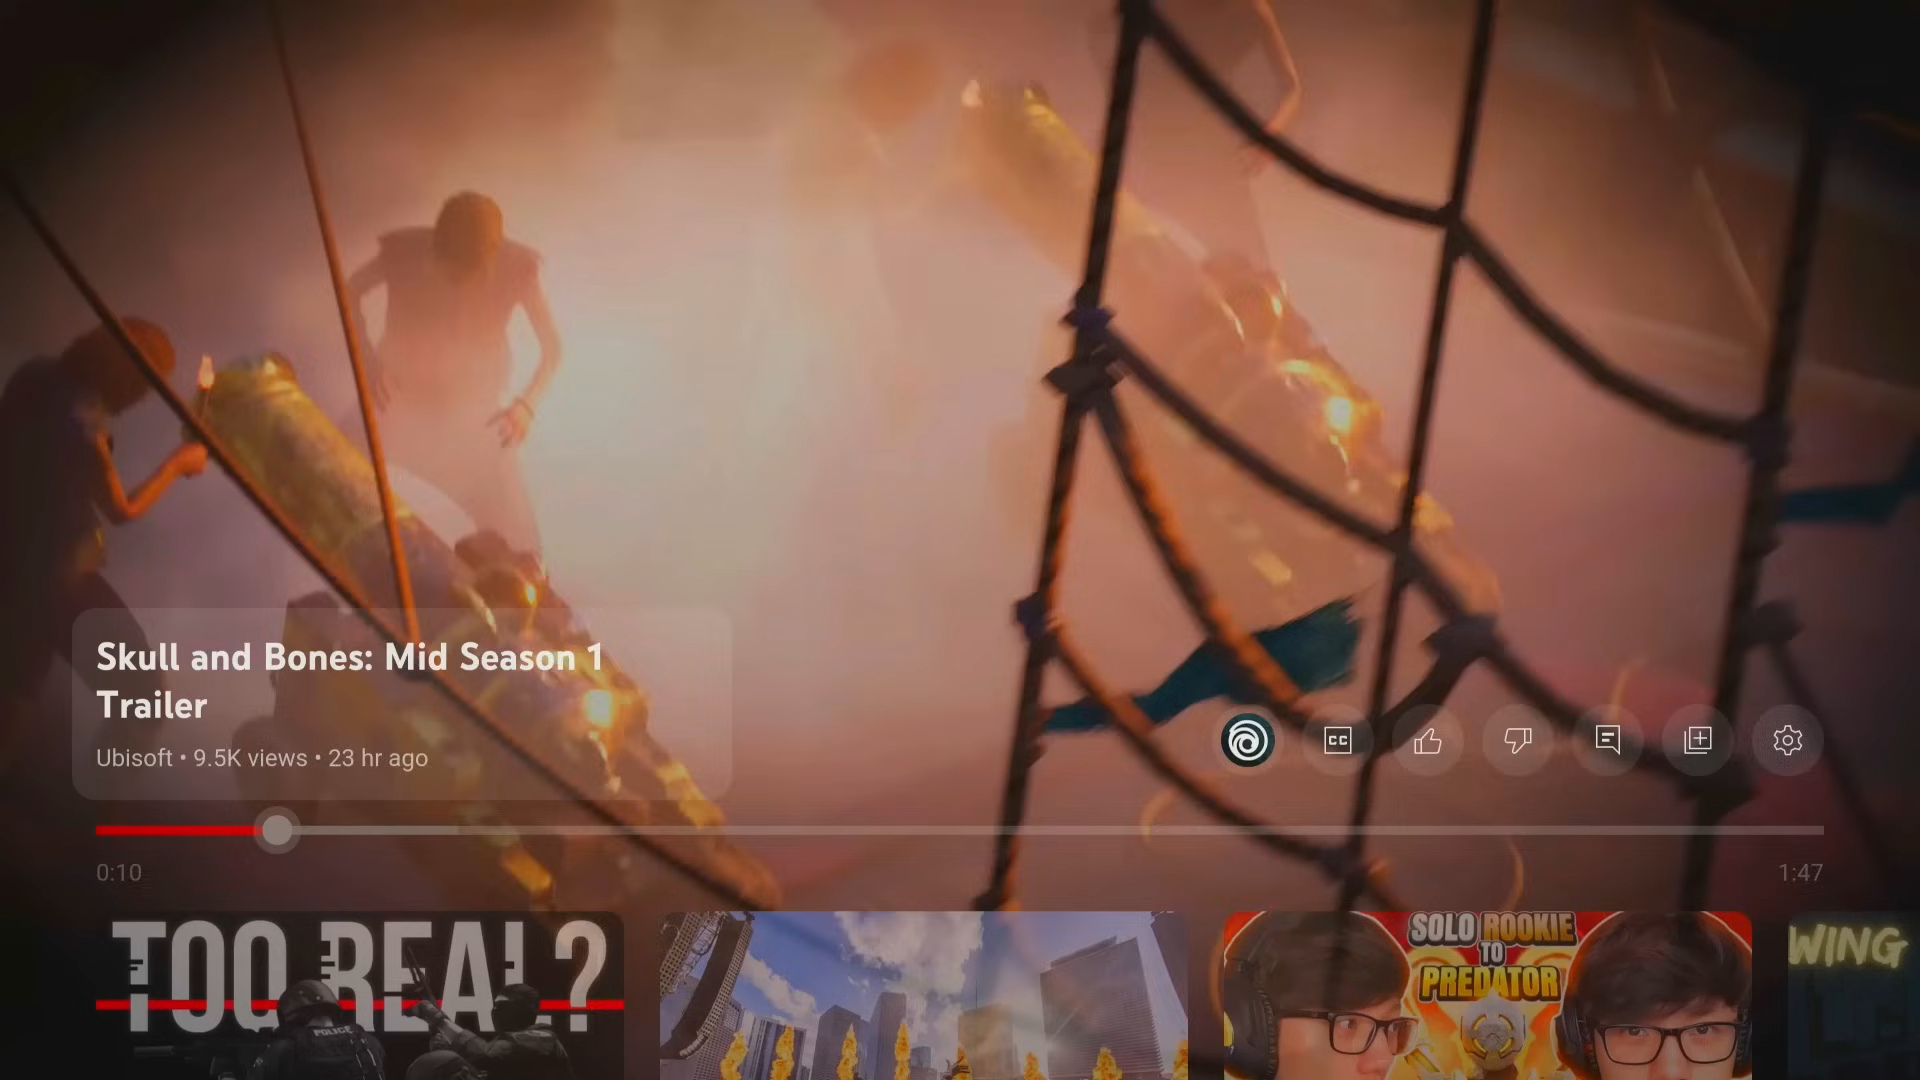 Skull and Bones: Mid Season 1
Trailer
Ubisoft • 9.5K views • 23 hr ago
CC
0:10
1:47
TOO REAL?
POLICE
SOLO ROOKIE
TO
PREDATOR
WING